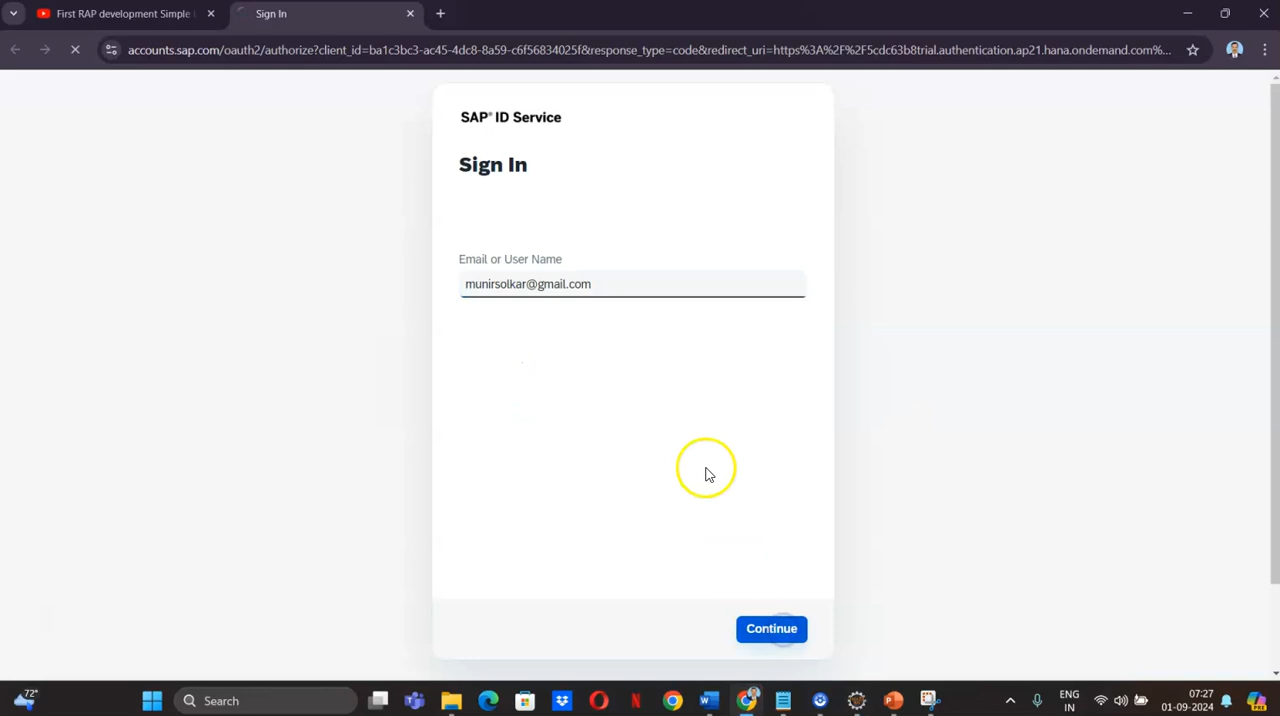 First RAP development Simple
Sign In
accounts.sap.com/oauth2/authorize?client_id=ba1c3bc3-ac45-4dc8-8a59-c6f56834025f&response_type=code&redirect_uri=https%3A%2F%2F5cdc63b8trial.authentication.ap21.hana.ondemand.com%...
SAP® ID Service
Sign In
Email or User Name
munirsolkar@gmail.com
Continue
72°
Search
ENG
IN
07:27
01-09-2024